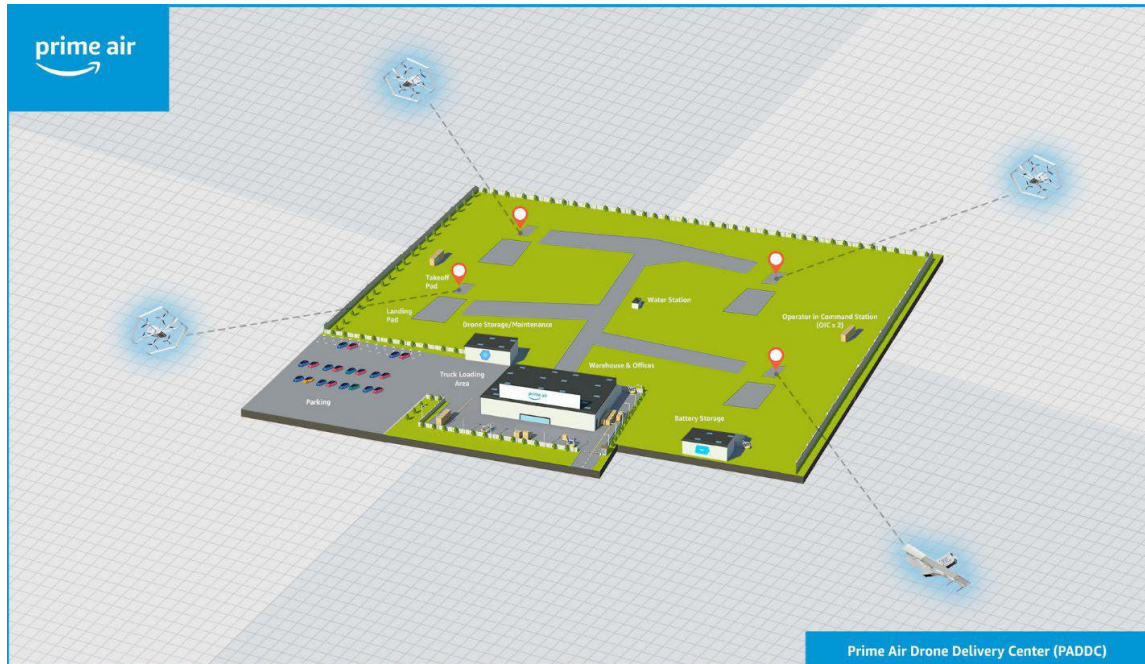 prime air
Takeoff
Pad
Landing
Pad
Water Station
Operator in Command Station
(OIC x 2)
Drone Storage/Maintenance
Truck Loading
Area
Warehouse & Offices
Parking
prime air
Battery Storage
Prime Air Drone Delivery Center (PADDC)